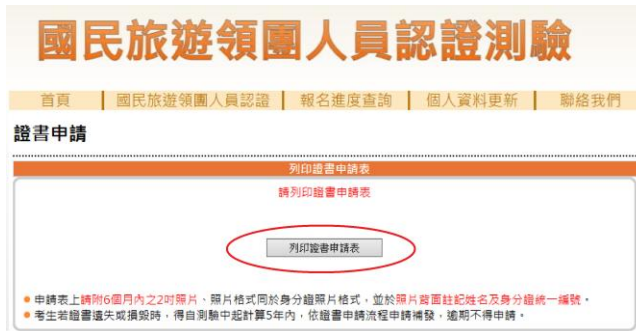 國民旅遊領團人員認證測驗
首頁 國民旅遊領團人員認證 報名進度查詢 個人資料更新 聯絡我們
證書申請
列印證書申請表
請列印證書申請表
列印證書申請表
申請表上請附6個月內之2吋照片、照片格式同於身分證照片格式，並於照片背面註記姓名及身分證統一編號。
考生若證書遺失或損毀時，得自測驗中起計算5年內，依證書申請流程申請補發，逾期不得申請。